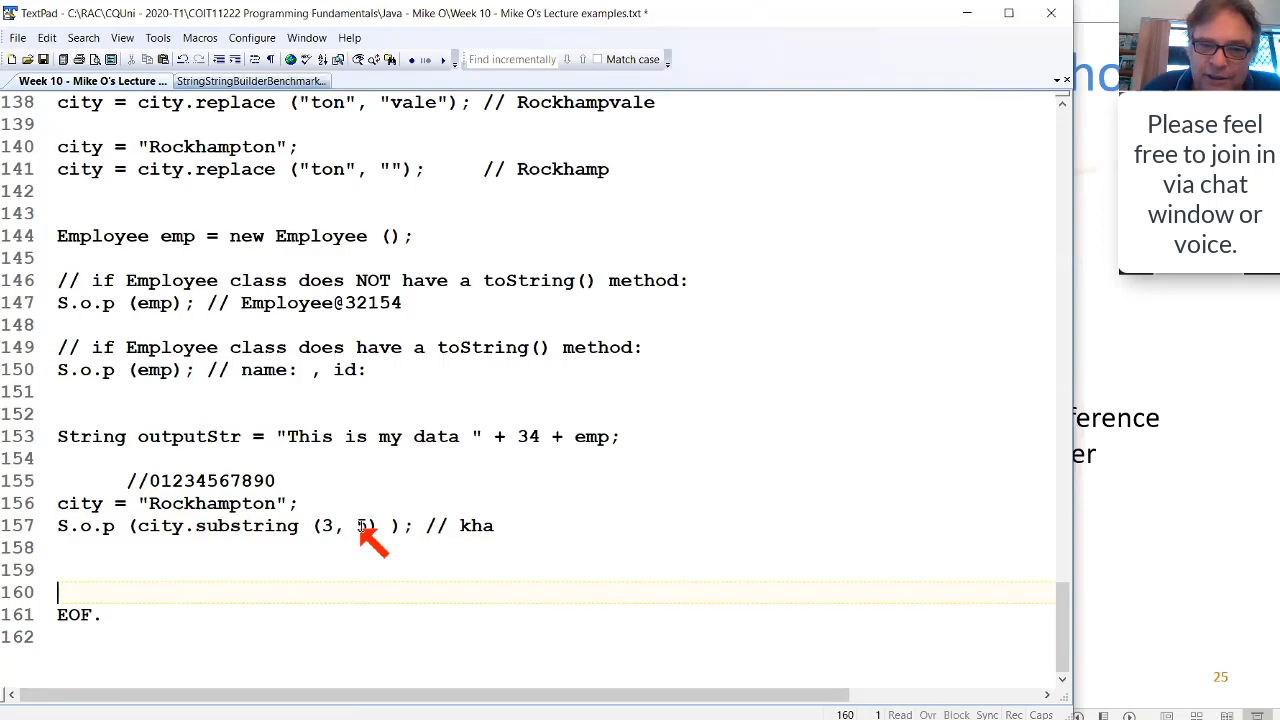 TextPad - C:\RAC\CQUni - 2020-T1\COIT11222 Programming Fundamentals\Java - Mike O\Week 10 - Mike O's Lecture examples.txt *
File Edit Search View Tools Macros Configure Window Help
Find incrementally Match case
Week 10 - Mike O's Lecture ... StringStringBuilderBenchmark...
138 city = city.replace ("ton", "vale"); // Rockhampvale
139
140 city = "Rockhampton";
141 city = city.replace ("ton", ""); // Rockhamp
142
143
144 Employee emp = new Employee ();
145
146 // if Employee class does NOT have a toString() method:
147 S.o.p (emp); // Employee@32154
148
149 // if Employee class does have a toString() method:
150 S.o.p (emp); // name: , id:
151
152
153 String outputStr = "This is my data " + 34 + emp;
154
155 //01234567890
156 city = "Rockhampton";
157 S.o.p (city.substring (3, 5) ); // kha
158
159
160
161 EOF.
162
160 1 Read Ovr Block Sync Rec Caps
Please feel
free to join in
via chat
window or
voice.
ference
er
25